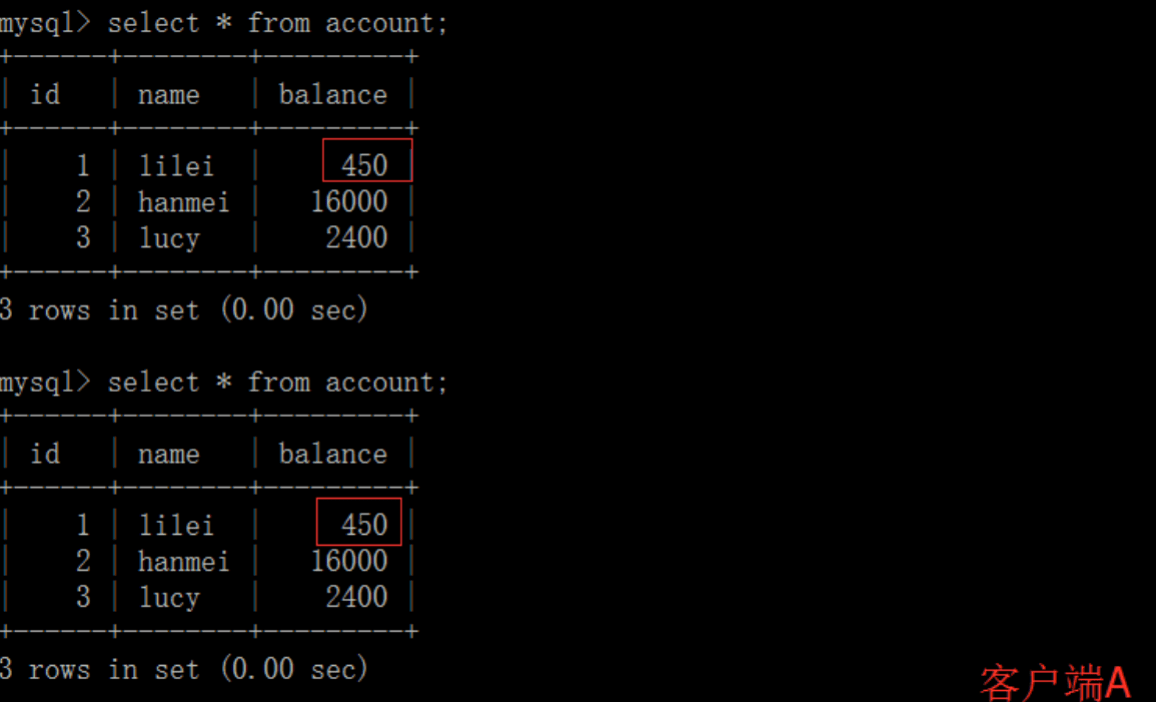 mysql> select * from account;
+------+--------+---------+
| id   | name   | balance |
+------+--------+---------+
|    1 | lilei  |     450 |
|    2 | hanmei |   16000 |
|    3 | lucy   |    2400 |
+------+--------+---------+
3 rows in set (0.00 sec)
mysql> select * from account;
+------+--------+---------+
| id   | name   | balance |
+------+--------+---------+
|    1 | lilei  |     450 |
|    2 | hanmei |   16000 |
|    3 | lucy   |    2400 |
+------+--------+---------+
3 rows in set (0.00 sec)
客户端A